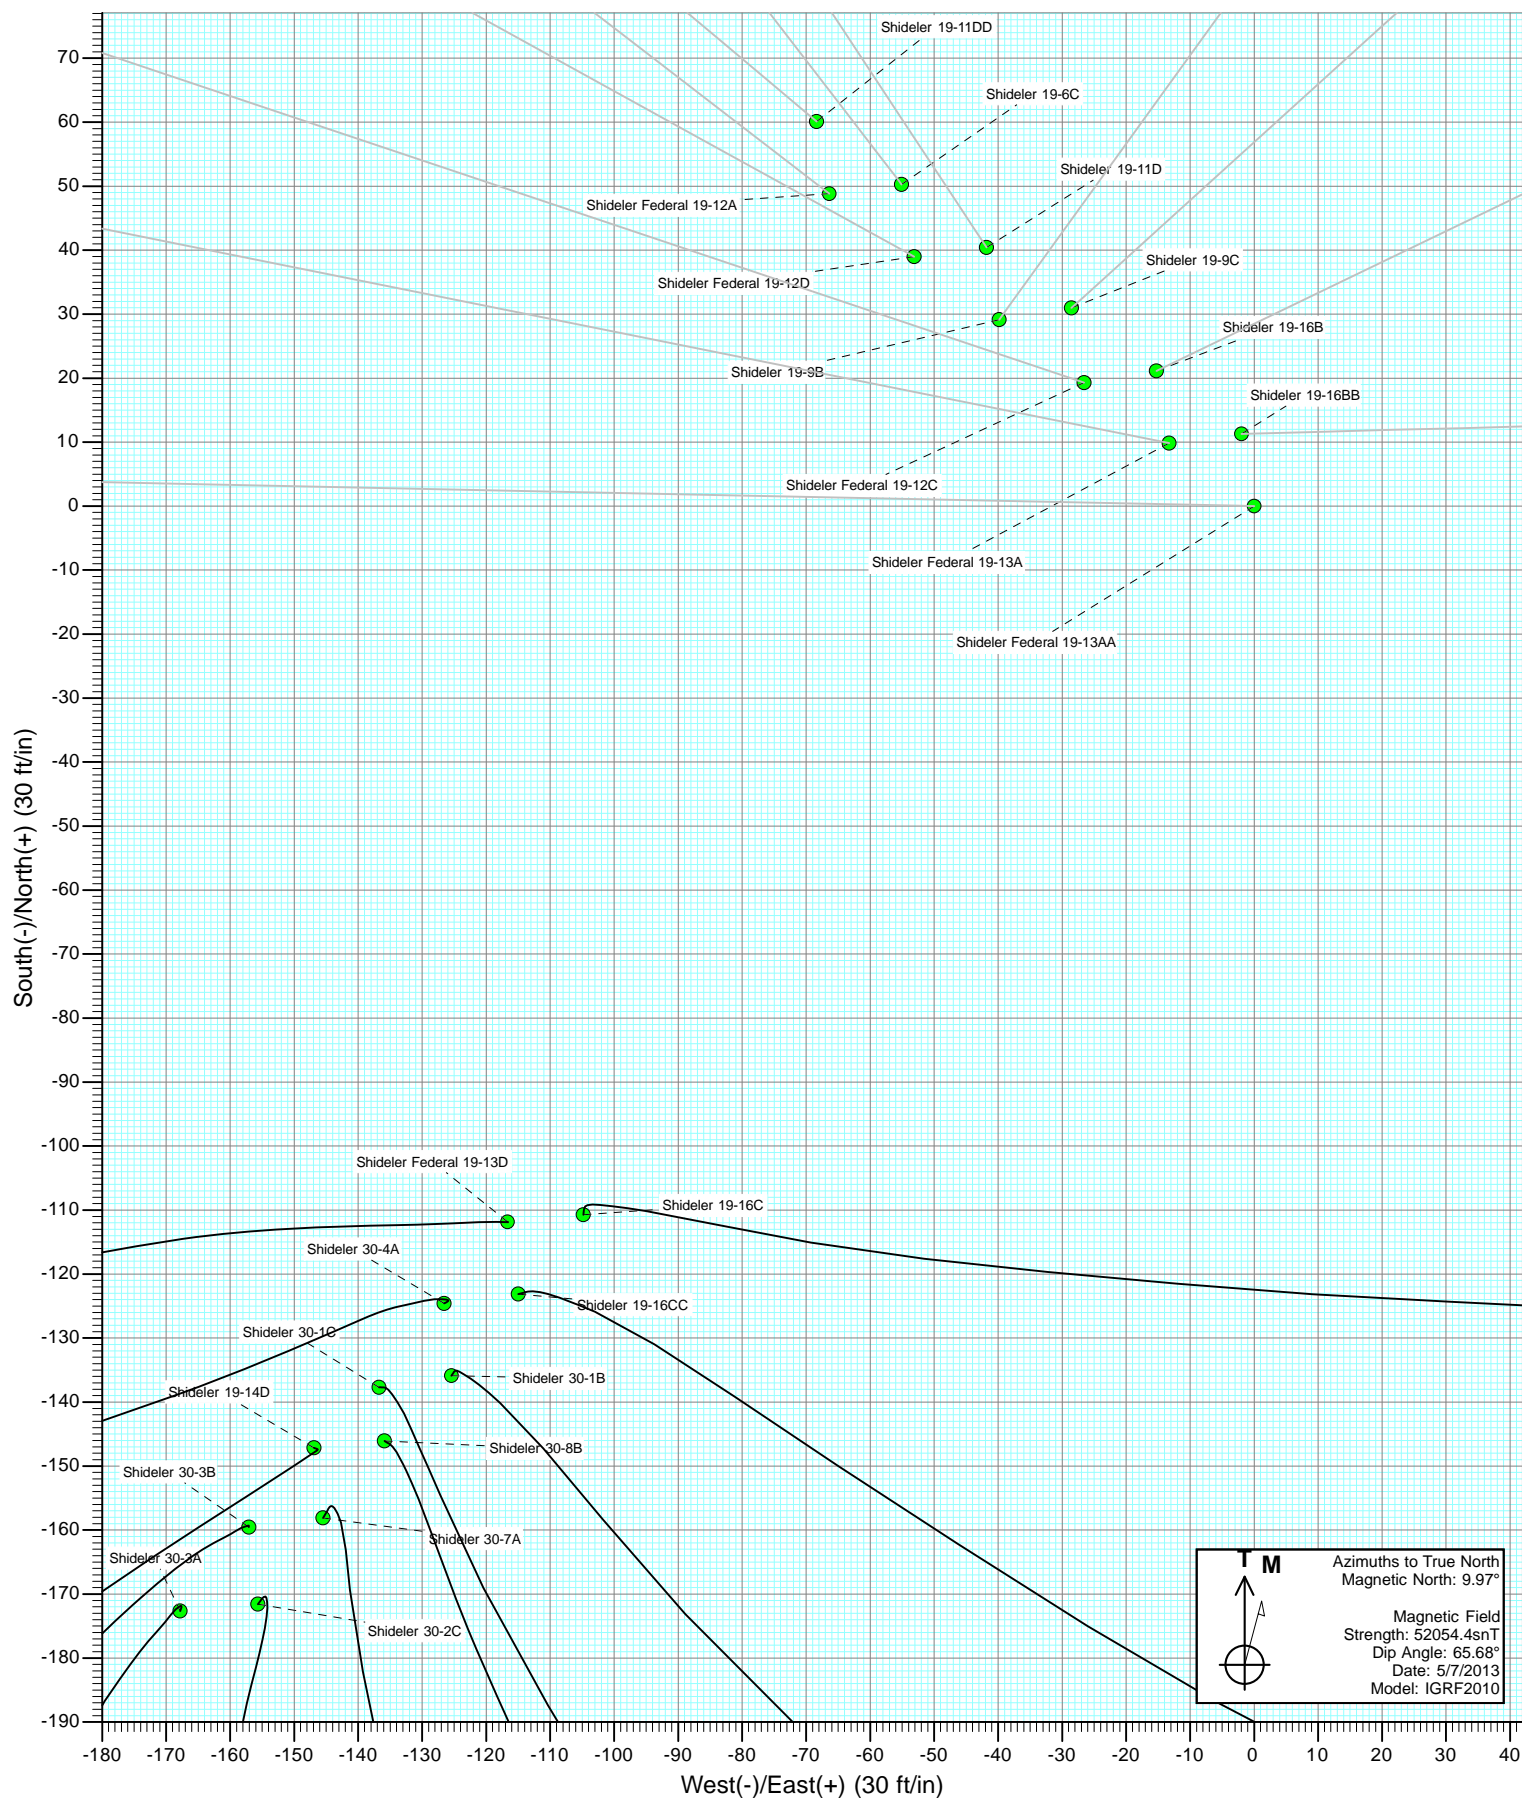 Shideler 19-11DD
70
Shideler 19-6C
60
Shideler 19-11D
50
Shideler Federal 19-12A
40
Shideler 19-9C
Shideler Federal 19-12D
30
Shideler 19-16B
20
Shideler 19-9B
Shideler 19-16BB
10
Shideler Federal 19-12C
0
Shideler Federal 19-13A
-10
-20
Shideler Federal 19-13AA
-30
-40
-50
-60
-70
-80
-90
-100
South(-)/North(+) (30 ft/in)
Shideler Federal 19-13D
-110
Shideler 19-16C
Shideler 30-4A
-120
Shideler 19-16CC
-130
Shideler 30-1C
Shideler 30-1B
Shideler 19-14D
-140
Shideler 30-8B
-150
Shideler 30-3B
-160
Shideler 30-7A
Shideler 30-3A
-170
Shideler 30-2C
-180
-190
T M
Azimuths to True North
Magnetic North: 9.97°
Magnetic Field
Strength: 52054.4snT
Dip Angle: 65.68°
Date: 5/7/2013
Model: IGRF2010
-180 -170 -160 -150 -140 -130 -120 -110 -100 -90 -80 -70 -60 -50 -40 -30 -20 -10 0 10 20 30 40
West(-)/East(+) (30 ft/in)